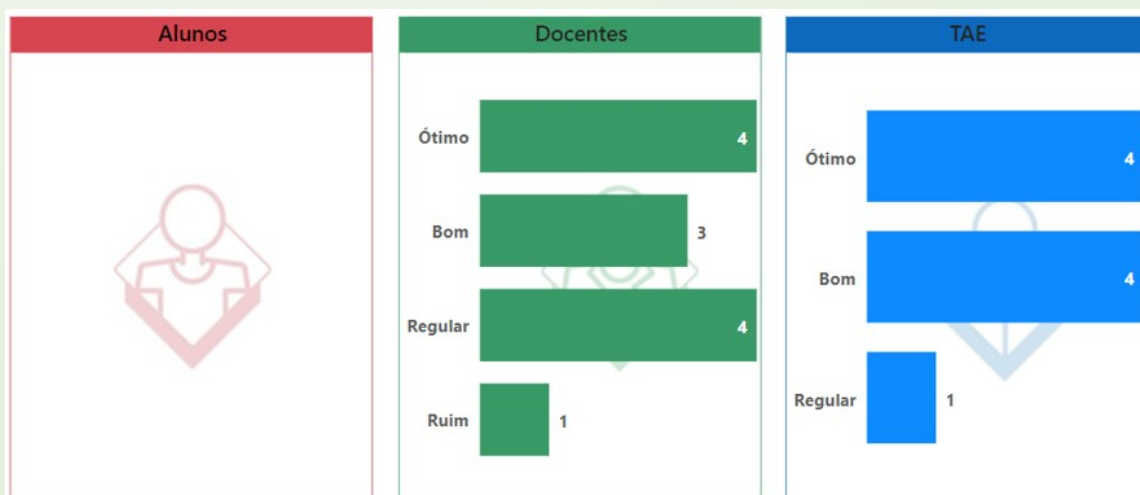 Alunos
Docentes
Ótimo 4
Bom 3
Regular 4
Ruim 1
TAE
Ótimo 4
Bom 4
Regular 1